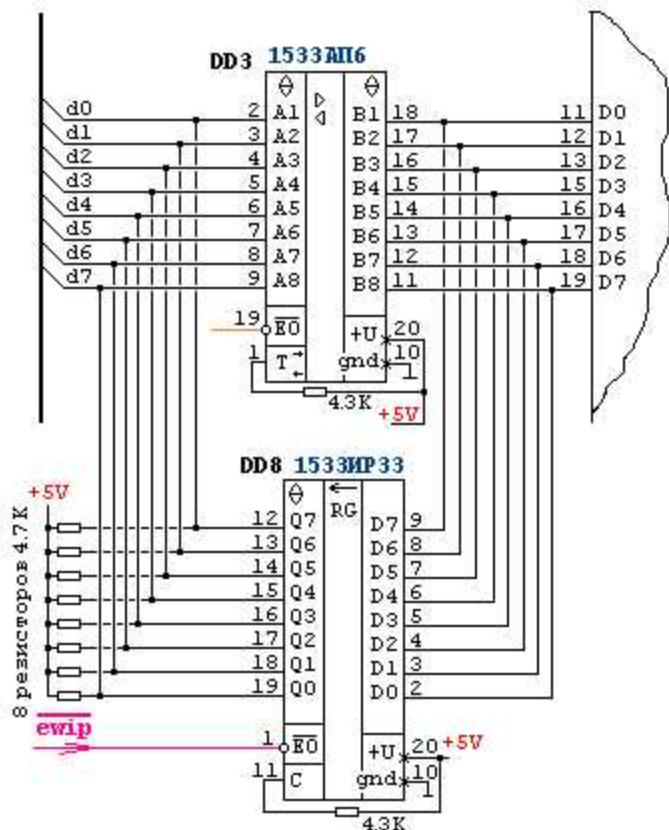 DD3 1533АП6
d0 2 A1 B1 18 11 D0
d1 3 A2 B2 17 12 D1
d2 4 A3 B3 16 13 D2
d3 5 A4 B4 15 15 D3
d4 6 A5 B5 14 16 D4
d5 7 A6 B6 13 17 D5
d6 8 A7 B7 12 18 D6
d7 9 A8 B8 11 19 D7
19 E0 +U 20
1 T gnd 10
1
4.3K
+5V
DD8 1533ИР33
+5V
RG
8 резисторов 4.7K
12 Q7 D7 9
13 Q6 D6 8
14 Q5 D5 7
15 Q4 D4 6
16 Q3 D3 5
17 Q2 D2 4
18 Q1 D1 3
19 Q0 D0 2
ewip
1 E0 +U 20 +5V
11 C gnd 10
1
4.3K